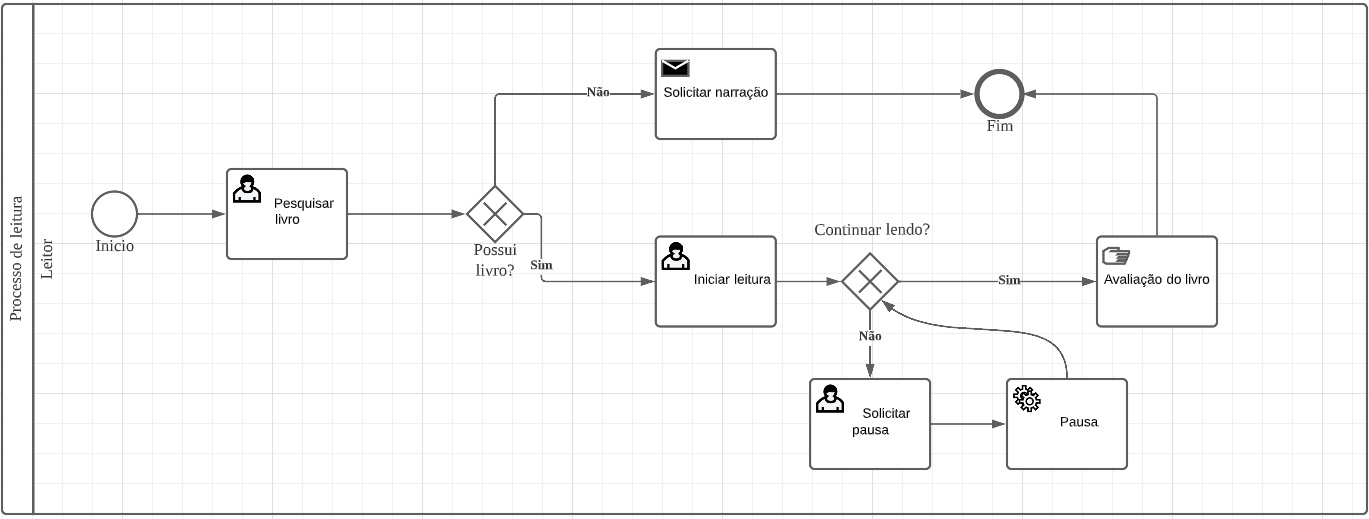 Processo de leitura
Leitor
Inicio
Pesquisar
livro
Possui
livro?
Não
Solicitar narração
Fim
Sim
Iniciar leitura
Continuar lendo?
Sim
Avaliação do livro
Não
Solicitar
pausa
Pausa